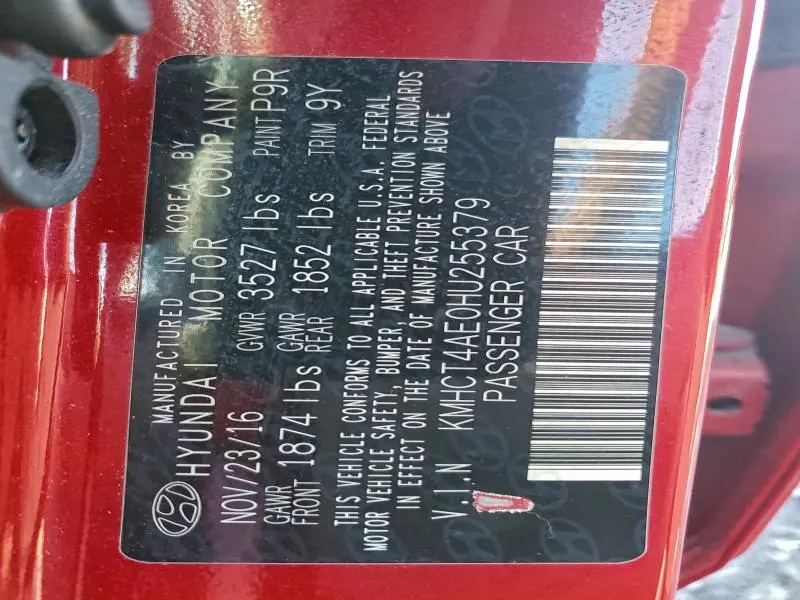 MANUFACTURED IN KOREA BY
HYUNDAI MOTOR COMPANY
NOV/23/16 GVWR 3527 lbs PAINT P9R
GAWR FRONT 1874 lbs GAWR REAR 1852 lbs TRIM 9Y
THIS VEHICLE CONFORMS TO ALL APPLICABLE U.S.A. FEDERAL
MOTOR VEHICLE SAFETY, BUMPER, AND THEFT PREVENTION STANDARDS
IN EFFECT ON THE DATE OF MANUFACTURE SHOWN ABOVE
V.I.N KMHCT4AE0HU255379
PASSENGER CAR